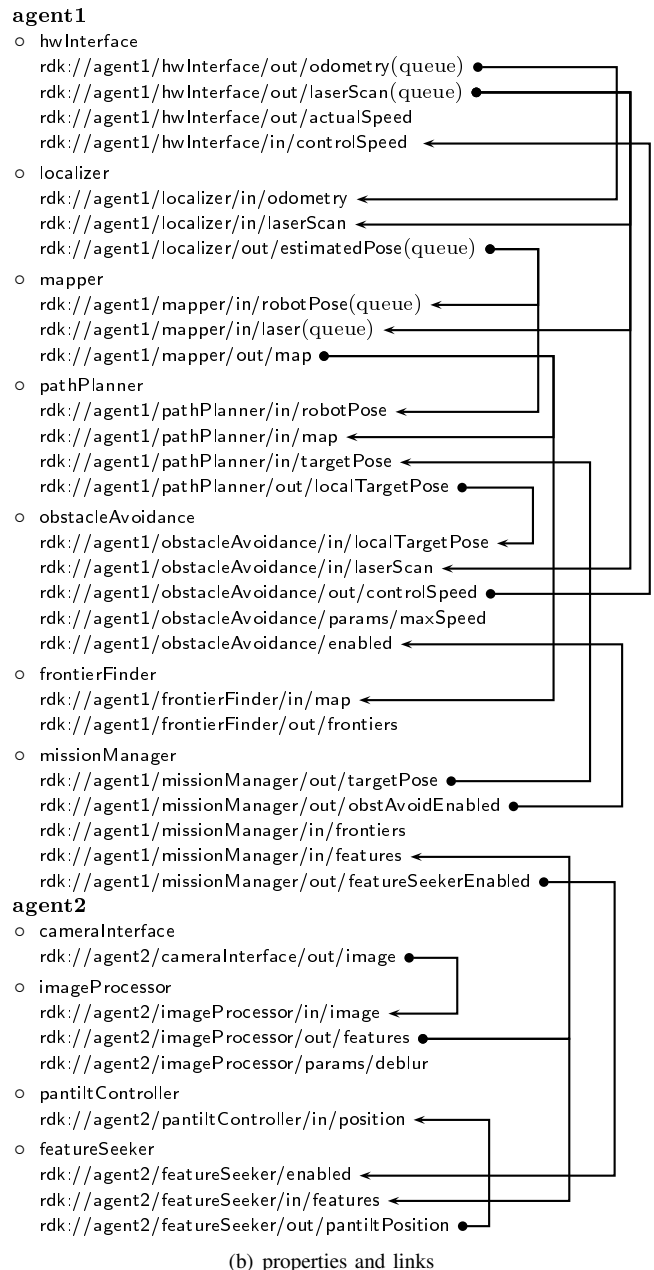 agent1
○ hwInterface
rdk://agent1/hwInterface/out/odometry(queue)
rdk://agent1/hwInterface/out/laserScan(queue)
rdk://agent1/hwInterface/out/actualSpeed
rdk://agent1/hwInterface/in/controlSpeed
○ localizer
rdk://agent1/localizer/in/odometry
rdk://agent1/localizer/in/laserScan
rdk://agent1/localizer/out/estimatedPose(queue)
○ mapper
rdk://agent1/mapper/in/robotPose(queue)
rdk://agent1/mapper/in/laser(queue)
rdk://agent1/mapper/out/map
○ pathPlanner
rdk://agent1/pathPlanner/in/robotPose
rdk://agent1/pathPlanner/in/map
rdk://agent1/pathPlanner/in/targetPose
rdk://agent1/pathPlanner/out/localTargetPose
○ obstacleAvoidance
rdk://agent1/obstacleAvoidance/in/localTargetPose
rdk://agent1/obstacleAvoidance/in/laserScan
rdk://agent1/obstacleAvoidance/out/controlSpeed
rdk://agent1/obstacleAvoidance/params/maxSpeed
rdk://agent1/obstacleAvoidance/enabled
○ frontierFinder
rdk://agent1/frontierFinder/in/map
rdk://agent1/frontierFinder/out/frontiers
○ missionManager
rdk://agent1/missionManager/out/targetPose
rdk://agent1/missionManager/out/obstAvoidEnabled
rdk://agent1/missionManager/in/frontiers
rdk://agent1/missionManager/in/features
rdk://agent1/missionManager/out/featureSeekerEnabled
agent2
○ cameraInterface
rdk://agent2/cameraInterface/out/image
○ imageProcessor
rdk://agent2/imageProcessor/in/image
rdk://agent2/imageProcessor/out/features
rdk://agent2/imageProcessor/params/deblur
○ pantiltController
rdk://agent2/pantiltController/in/position
○ featureSeeker
rdk://agent2/featureSeeker/enabled
rdk://agent2/featureSeeker/in/features
rdk://agent2/featureSeeker/out/pantiltPosition
(b) properties and links